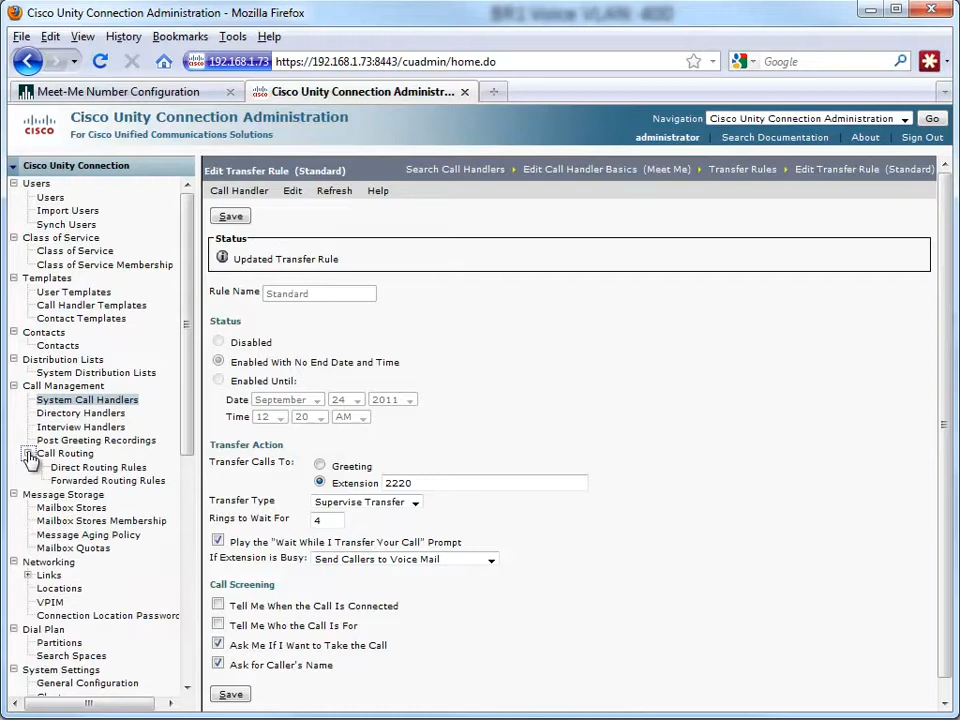 Cisco Unity Connection Administration - Mozilla Firefox
BR1 Voice VLAN: 400
File Edit View History Bookmarks Tools Help
192.168.1.73 https://192.168.1.73:8443/cuadmin/home.do
Google
Meet-Me Number Configuration
Cisco Unity Connection Administr...
CISCO
Cisco Unity Connection Administration
For Cisco Unified Communications Solutions
Navigation Cisco Unity Connection Administration Go
administrator Search Documentation About Sign Out
Cisco Unity Connection
Users
Users
Import Users
Synch Users
Class of Service
Class of Service
Class of Service Membership
Templates
User Templates
Call Handler Templates
Contact Templates
Contacts
Contacts
Distribution Lists
System Distribution Lists
Call Management
System Call Handlers
Directory Handlers
Interview Handlers
Post Greeting Recordings
Call Routing
Direct Routing Rules
Forwarded Routing Rules
Message Storage
Mailbox Stores
Mailbox Stores Membership
Message Aging Policy
Mailbox Quotas
Networking
Links
Locations
VPIM
Connection Location Password
Dial Plan
Partitions
Search Spaces
System Settings
General Configuration
Edit Transfer Rule (Standard)
Search Call Handlers Edit Call Handler Basics (Meet Me) Transfer Rules Edit Transfer Rule (Standard)
Call Handler Edit Refresh Help
Save
Status
Updated Transfer Rule
Rule Name Standard
Status
Disabled
Enabled With No End Date and Time
Enabled Until:
Date September 24 2011
Time 12 20 AM
Transfer Action
Transfer Calls To: Greeting
Extension 2220
Transfer Type Supervise Transfer
Rings to Wait For 4
Play the "Wait While I Transfer Your Call" Prompt
If Extension is Busy: Send Callers to Voice Mail
Call Screening
Tell Me When the Call Is Connected
Tell Me Who the Call Is For
Ask Me If I Want to Take the Call
Ask for Caller's Name
Save